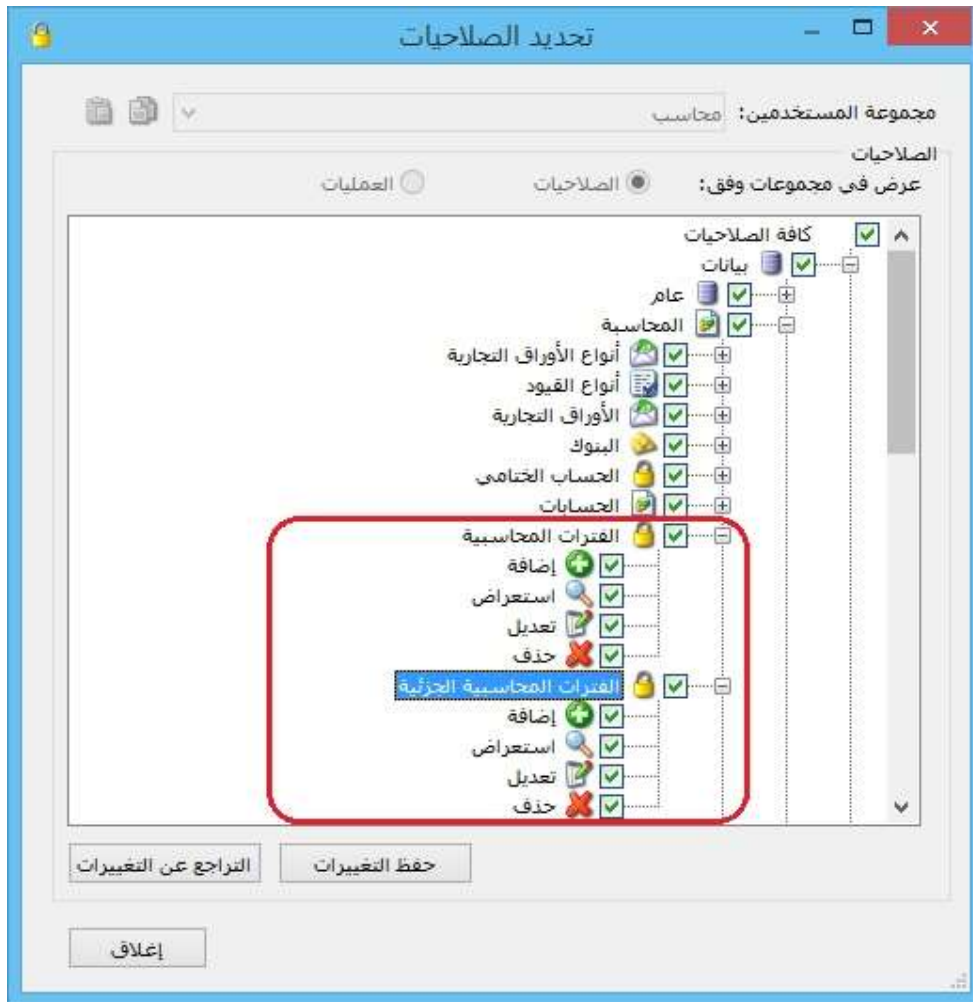 تحديد الصلاحيات
مجموعة المستخدمين: محاسب
الصلاحيات
عرض في مجموعات وفق: الصلاحيات العمليات
كافة الصلاحيات
بيانات
عام
المحاسبة
أنواع الأوراق التجارية
أنواع القيود
الأوراق التجارية
البنوك
الحساب الختامي
الحسابات
الفترات المحاسبية
إضافة
استعراض
تعديل
حذف
الفترات المحاسبية الجزئية
إضافة
استعراض
تعديل
حذف
حفظ التغييرات التراجع عن التغييرات
إغلاق